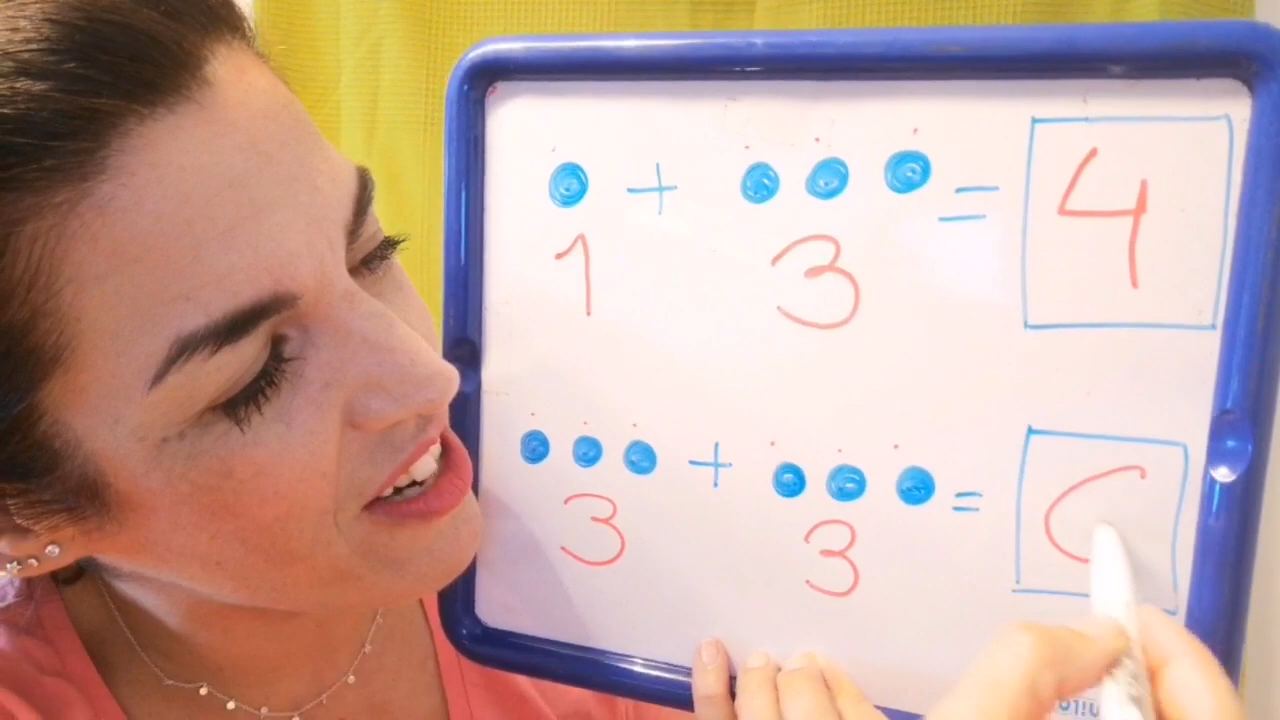 + = 4
1 3
+ =
3 3